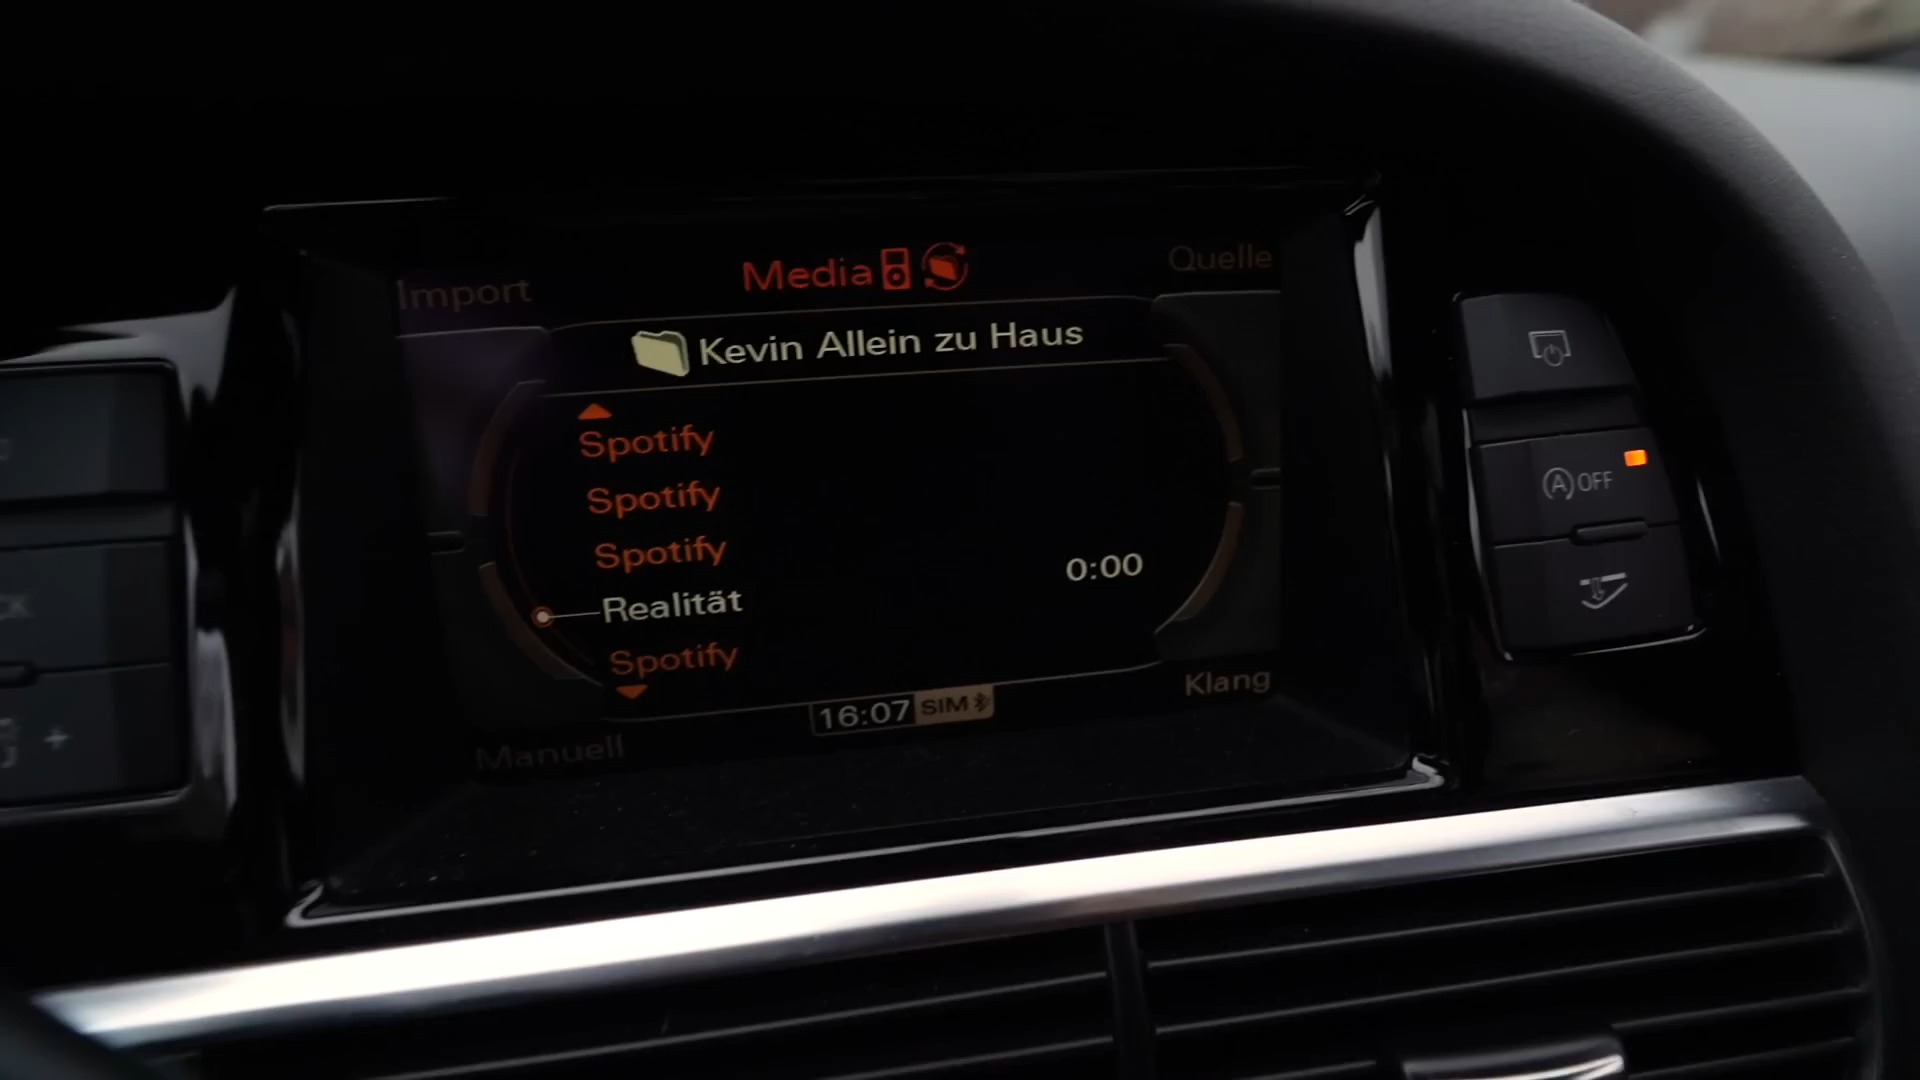 Import
Media
Quelle
Kevin Allein zu Haus
Spotify
Spotify
Spotify
Realität 0:00
Spotify
16:07 SIM
Klang
Manuell
A OFF